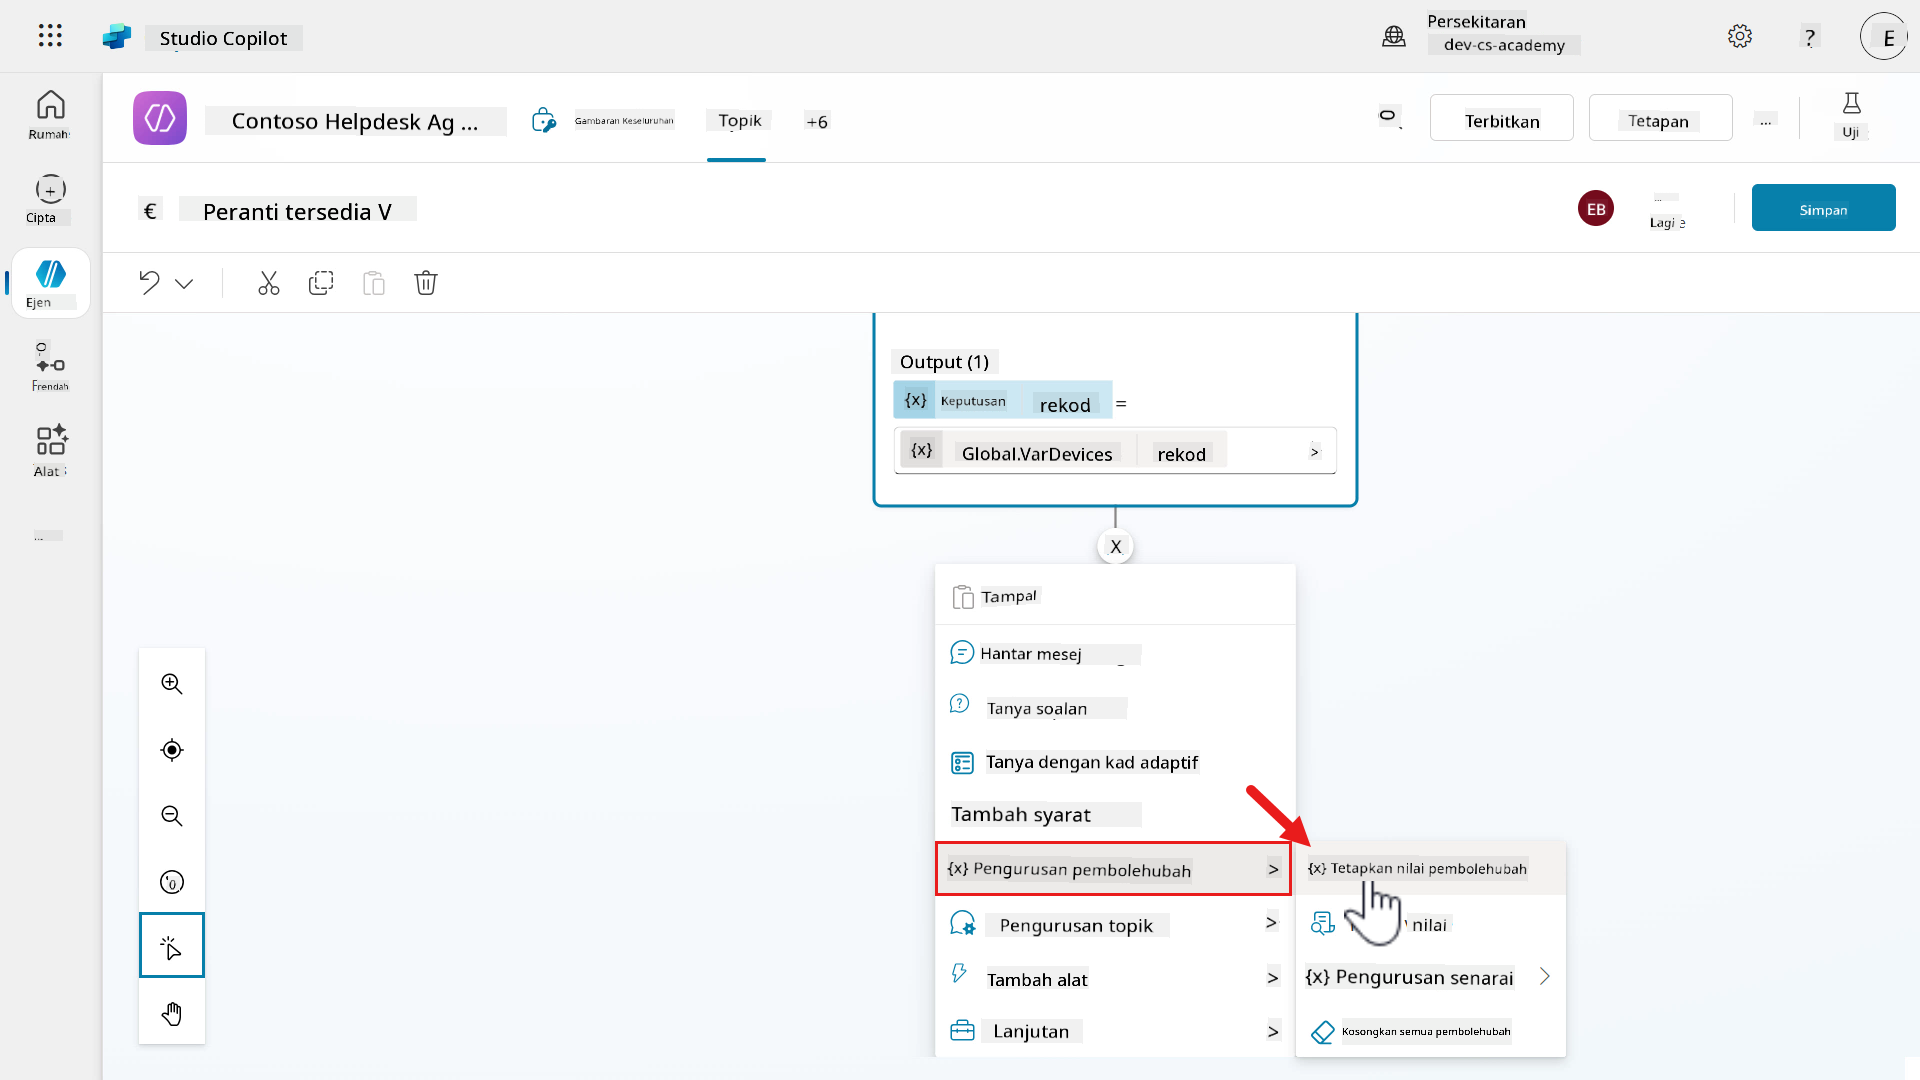 Studio Copilot
Persekitaran
dev-cs-academy
?
E
Rumah
Cipta
Ejen
Alat
Contoso Helpdesk Ag ...
Gambaran Keseluruhan
Topik
+6
Terbitkan
Tetapan
...
Uji
Peranti tersedia V
EB
Lagi
Simpan
Output (1)
{x} Keputusan rekod =
{x} Global.VarDevices rekod >
X
Tampal
Hantar mesej
Tanya soalan
Tanya dengan kad adaptif
Tambah syarat
{x} Pengurusan pembolehubah >
Pengurusan topik >
Tambah alat >
Lanjutan >
{x} Tetapkan nilai pembolehubah
nilai
{x} Pengurusan senarai
Kosongkan semua pembolehubah